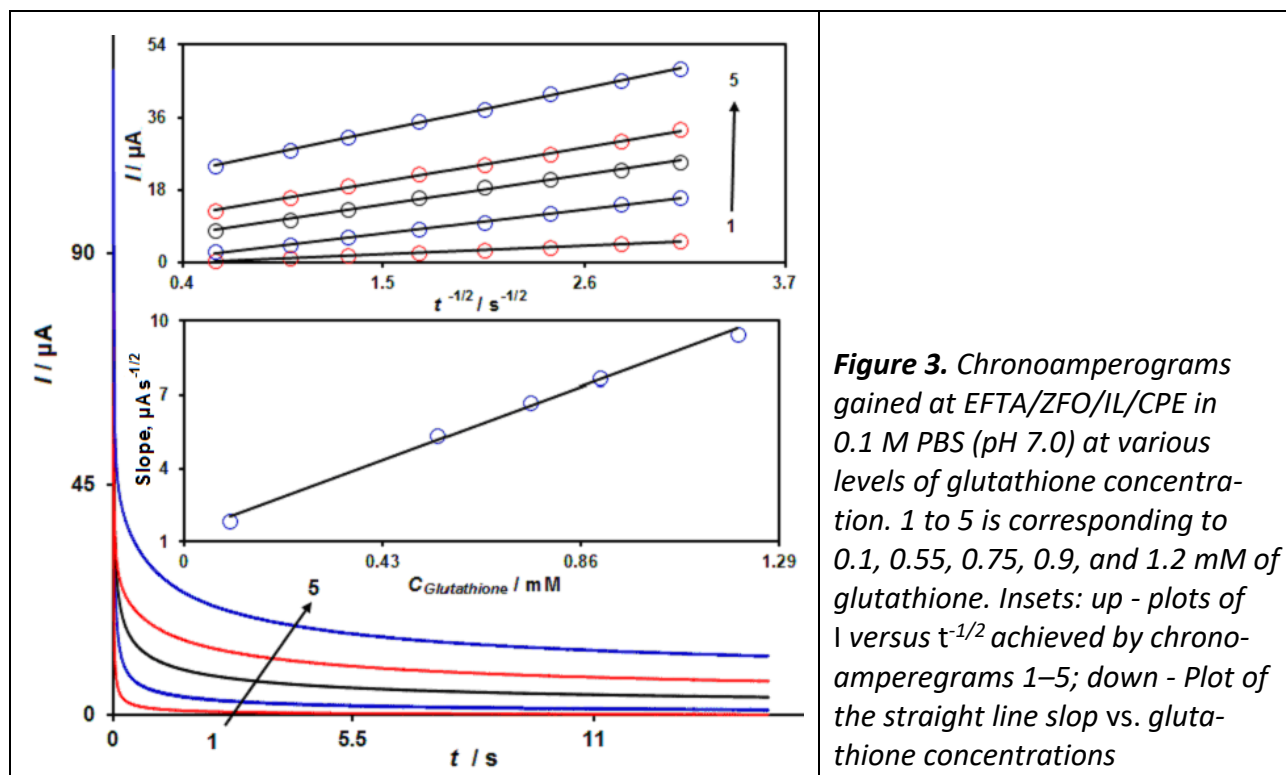 54
36
18
0
I / µA
0.4
1.5
2.6
3.7
t -1/2 / s-1/2
5
1
10
7
4
1
Slope, µA s-1/2
0
0.43
0.86
1.29
CGlutathione / mM
I / µA
90
45
0
0
5.5
11
t / s
1
5
Figure 3. Chronoamperograms
gained at EFTA/ZFO/IL/CPE in
0.1 M PBS (pH 7.0) at various
levels of glutathione concentra-
tion. 1 to 5 is corresponding to
0.1, 0.55, 0.75, 0.9, and 1.2 mM of
glutathione. Insets: up - plots of
I versus t-1/2 achieved by chrono-
amperegrams 1–5; down - Plot of
the straight line slop vs. gluta-
thione concentrations